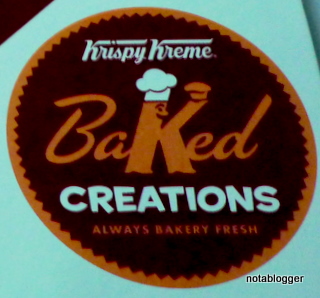 Krispy Kreme
BaKed
CREATIONS
ALWAYS BAKERY FRESH
notablogger